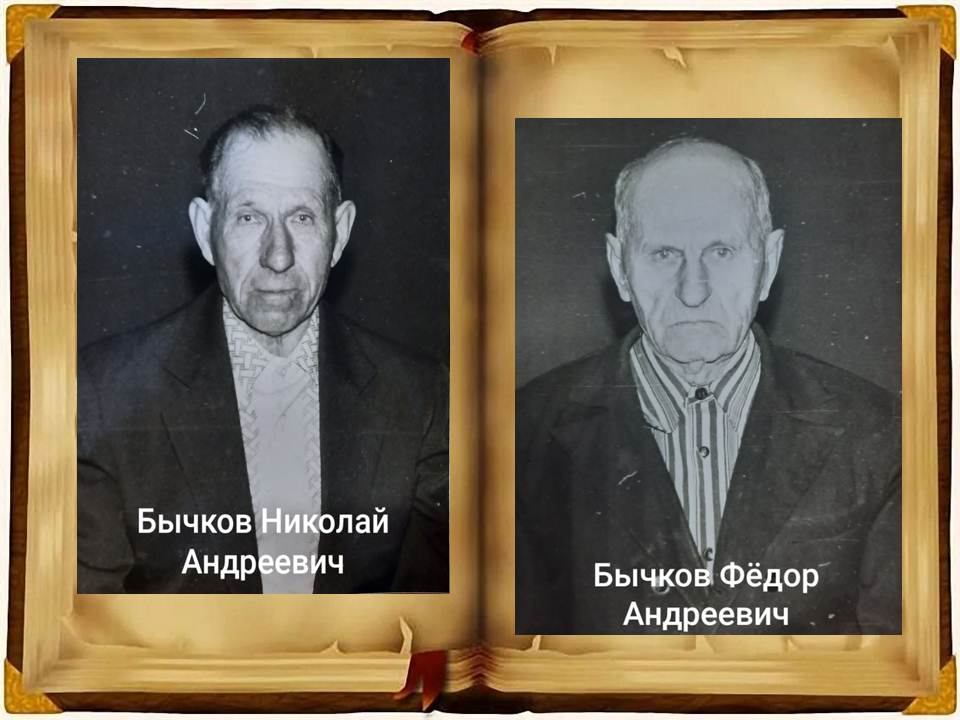 Бычков Николай
Андреевич
Бычков Фёдор
Андреевич